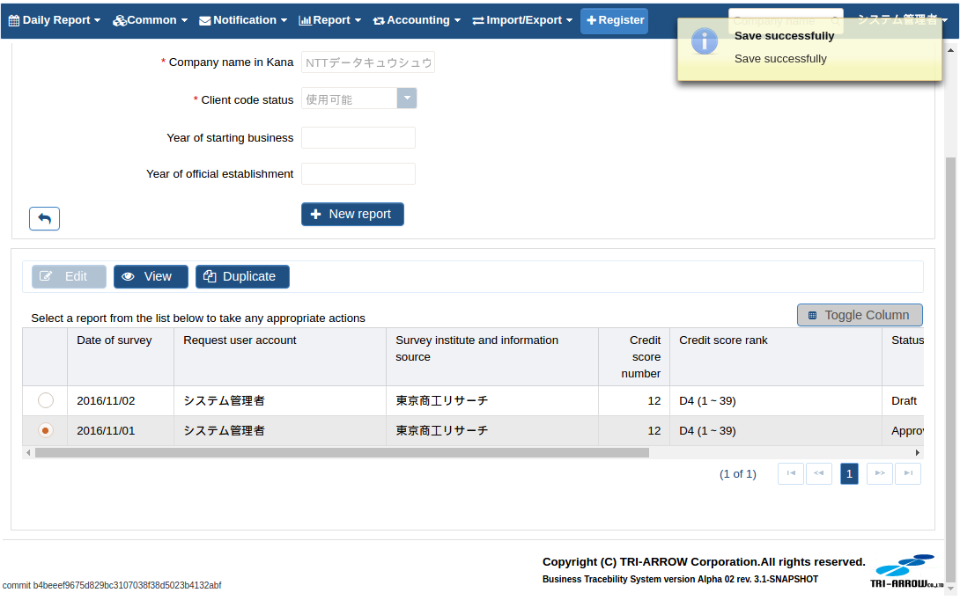 Daily Report Common Notification Report Accounting Import/Export Register Company name システム管理者
Save successfully
Save successfully
* Company name in Kana NTTデータキュウシュウ
* Client code status 使用可能
Year of starting business
Year of official establishment
New report
Edit View Duplicate
Select a report from the list below to take any appropriate actions
Toggle Column
Date of survey Request user account Survey institute and information source Credit score number Credit score rank Status
2016/11/02 システム管理者 東京商工リサーチ 12 D4 (1 ~ 39) Draft
2016/11/01 システム管理者 東京商工リサーチ 12 D4 (1 ~ 39) Appro
(1 of 1) 1
Copyright (C) TRI-ARROW Corporation.All rights reserved.
Business Tracebility System version Alpha 02 rev. 3.1-SNAPSHOT
TRI-ARROW Co.,LTD
commit b4beeef9675d829bc3107038f38d5023b4132abf